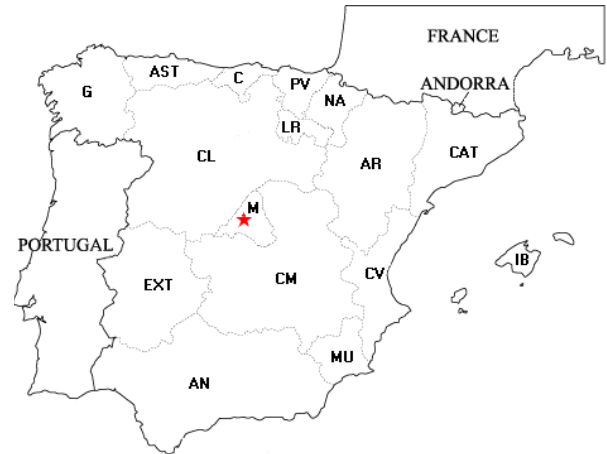 FRANCE
AST
C
PV
ANDORRA
G
NA
LR
CL
AR
CAT
M
PORTUGAL
IB
EXT
CM
CV
MU
AN